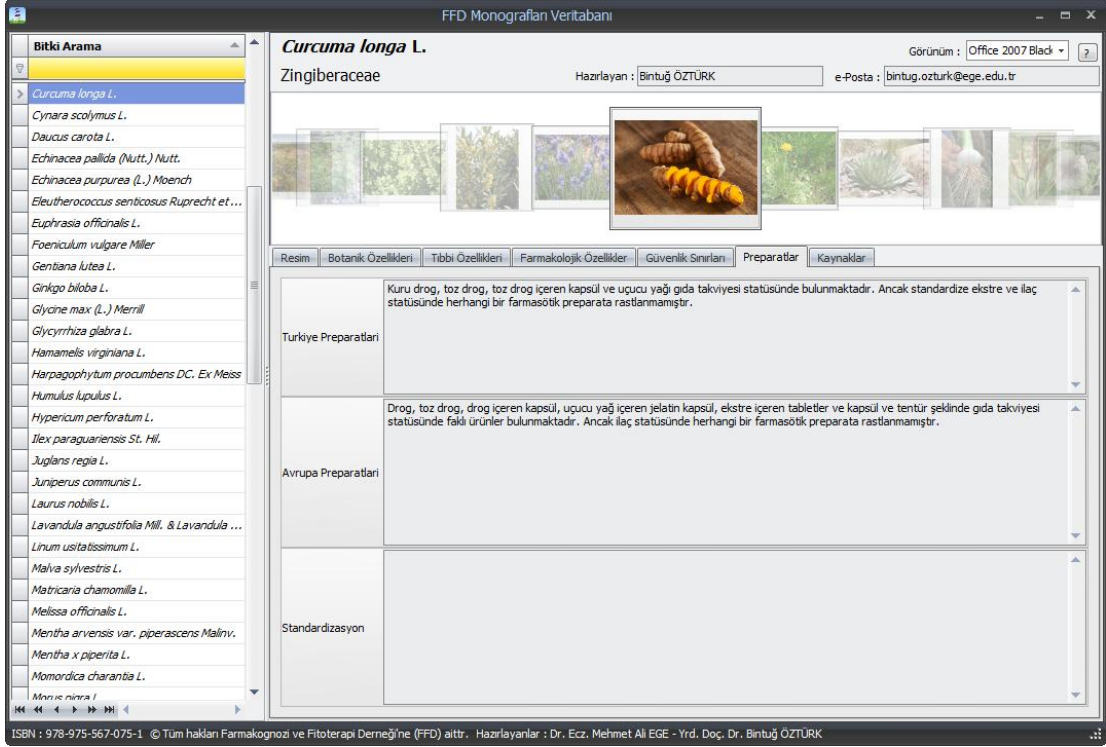 FFD Monografları Veritabanı
Bitki Arama
Curcuma longa L.
Cynara scolymus L.
Daucus carota L.
Echinacea pallida (Nutt.) Nutt.
Echinacea purpurea (L.) Moench
Eleutherococcus senticosus Ruprecht et...
Euphrasia officinalis L.
Foeniculum vulgare Miller
Gentiana lutea L.
Ginkgo biloba L.
Glycine max (L.) Merrill
Glycyrrhiza glabra L.
Hamamelis virginiana L.
Harpagophytum procumbens DC. Ex Meiss
Humulus lupulus L.
Hypericum perforatum L.
Ilex paraguariensis St. Hil.
Juglans regia L.
Juniperus communis L.
Laurus nobilis L.
Lavandula angustifolia Mill. & Lavandula ...
Linum usitatissimum L.
Malva sylvestris L.
Matricaria chamomilla L.
Melissa officinalis L.
Mentha arvensis var. piperascens Malinv.
Mentha x piperita L.
Momordica charantia L.
Morus nigra L
Curcuma longa L.
Görünüm : Office 2007 Black ?
Zingiberaceae
Hazırlayan : Bintuğ ÖZTÜRK
e-Posta : bintug.ozturk@ege.edu.tr
Resim Botanik Özellikleri Tıbbi Özellikleri Farmakolojik Özellikler Güvenlik Sınırları Preparatlar Kaynaklar
Turkiye Preparatlari
Kuru drog, toz drog, toz drog içeren kapsül ve uçucu yağı gıda takviyesi statüsünde bulunmaktadır. Ancak standardize ekstre ve ilaç
statüsünde herhangi bir farmasötik preparata rastlanmamıştır.
Avrupa Preparatlari
Drog, toz drog, drog içeren kapsül, uçucu yağ içeren jelatin kapsül, ekstre içeren tabletler ve kapsül ve tentür şeklinde gıda takviyesi
statüsünde faklı ürünler bulunmaktadır. Ancak ilaç statüsünde herhangi bir farmasötik preparata rastlanmamıştır.
Standardizasyon
ISBN : 978-975-567-075-1 © Tüm hakları Farmakognozi ve Fitoterapi Derneği'ne (FFD) aittr. Hazırlayanlar : Dr. Ecz. Mehmet Ali EGE - Yrd. Doç. Dr. Bintuğ ÖZTÜRK